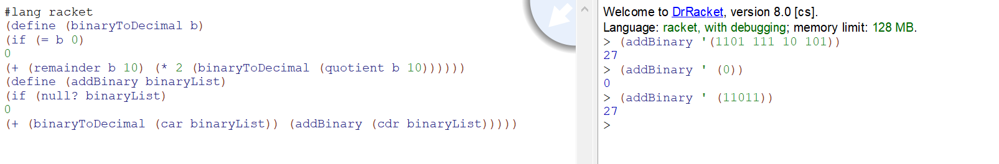 #lang racket
(define (binaryToDecimal b)
(if (= b 0)
0
(+ (remainder b 10) (* 2 (binaryToDecimal (quotient b 10))))))
(define (addBinary binaryList)
(if (null? binaryList)
0
(+ (binaryToDecimal (car binaryList)) (addBinary (cdr binaryList)))))
Welcome to DrRacket, version 8.0 [cs].
Language: racket, with debugging; memory limit: 128 MB.
> (addBinary '(1101 111 10 101))
27
> (addBinary ' (0))
0
> (addBinary ' (11011))
27
>